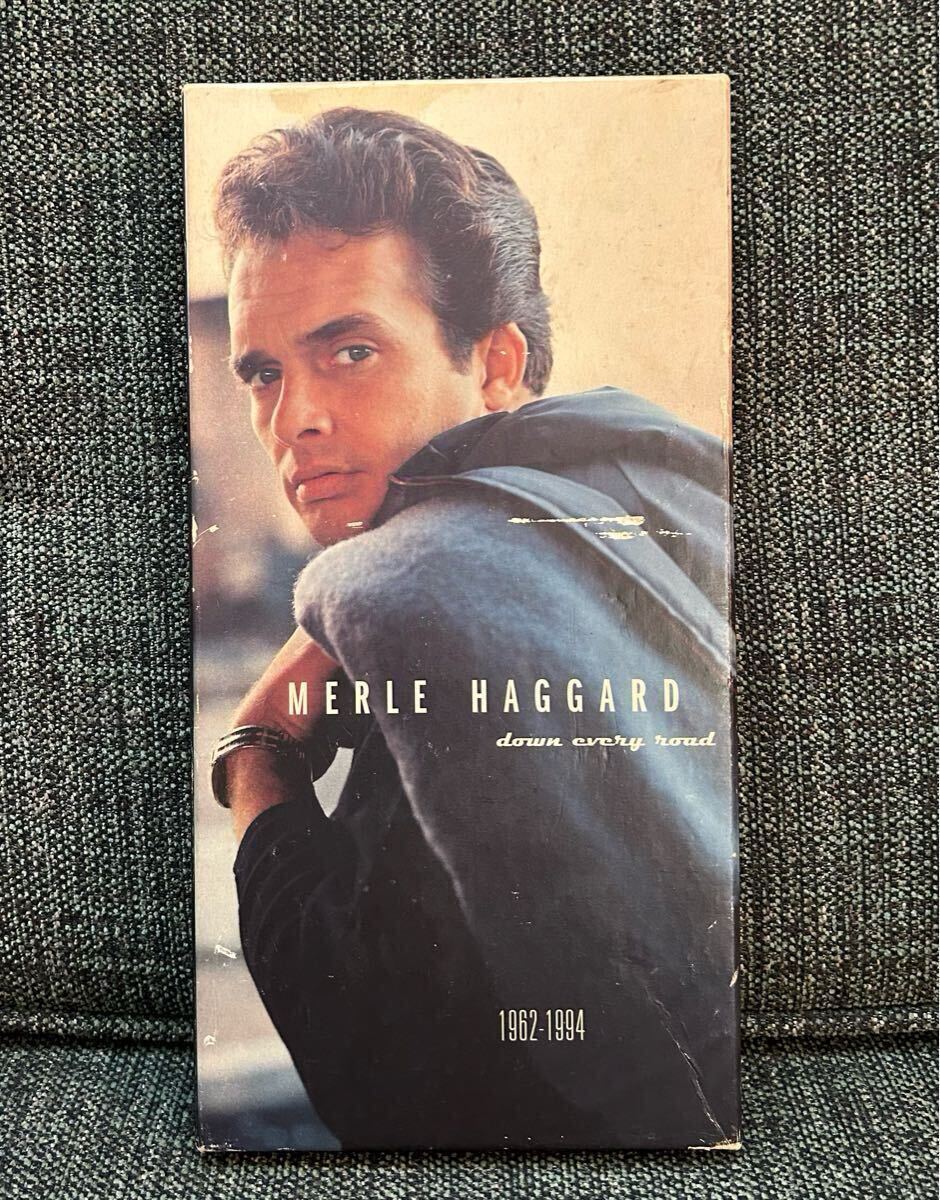 MERLE HAGGARD
down every road
1962-1994